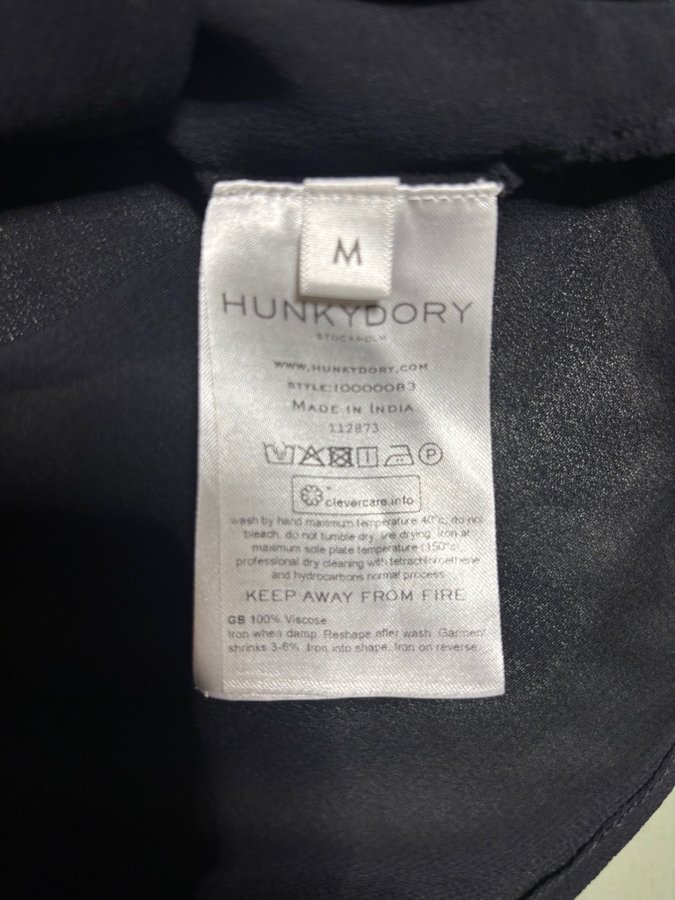 M
HUNKYDORY
STOCKHOLM
WWW.HUNKYDORY.COM
STYLE:10000083
MADE IN INDIA
112873
P
clevercare.info
wash by hand maximum temperature 40°c, do not
bleach, do not tumble dry, line drying, iron at
maximum sole plate temperature (150°c)
professional dry cleaning with tetrachloroethene
and hydrocarbons normal process
KEEP AWAY FROM FIRE
GB 100% Viscose
Iron when damp. Reshape after wash. Garment
shrinks 3-6%. Iron into shape. Iron on reverse.